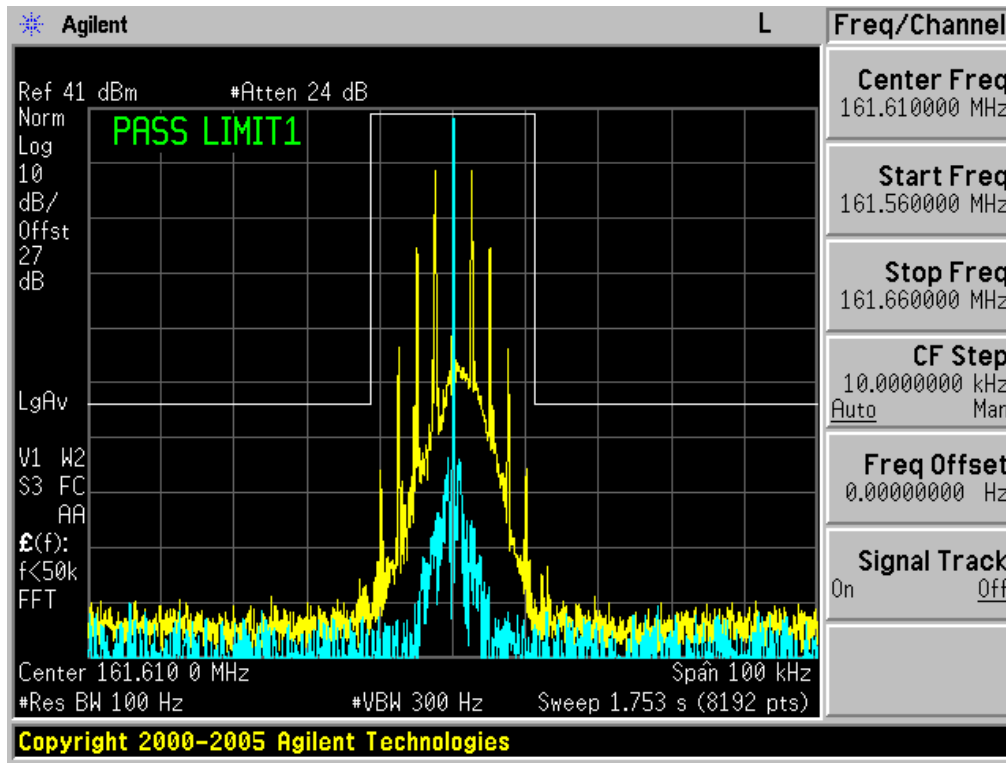 Agilent L
Freq/Channel
Ref 41 dBm #Atten 24 dB
Norm
PASS LIMIT1
Log
10
dB/
Offst
27
dB
LgAv
V1 W2
S3 FC
AA
£(f):
f<50k
FFT
Center 161.610 0 MHz Span 100 kHz
#Res BW 100 Hz #VBW 300 Hz Sweep 1.753 s (8192 pts)
Center Freq
161.610000 MHz
Start Freq
161.560000 MHz
Stop Freq
161.660000 MHz
CF Step
10.0000000 kHz
Auto Man
Freq Offset
0.00000000 Hz
Signal Track
On Off
Copyright 2000-2005 Agilent Technologies